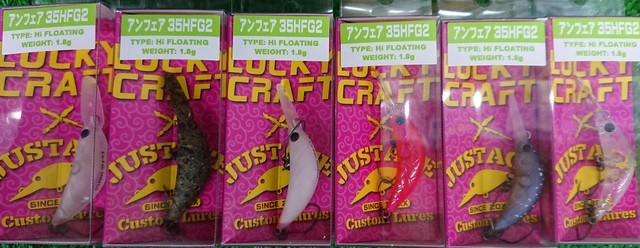 アンフェア 35HFG2
TYPE: Hi FLOATING
WEIGHT: 1.8g
LUCKY
CRAFT
JUSTACE
SINCE
Custom Lures
アンフェア 35HFG2
TYPE: Hi FLOATING
WEIGHT: 1.8g
LUCKY
CRAFT
SINCE
Custom Lures
アンフェア 35HFG2
TYPE: Hi FLOATING
WEIGHT: 1.8g
LUCKY
CRAFT
SINCE
Custom Lures
アンフェア 35HFG2
TYPE: Hi FLOATING
WEIGHT: 1.8g
LUCKY
CRAFT
SINCE
Custom Lures
アンフェア 35HFG2
TYPE: Hi FLOATING
WEIGHT: 1.8g
LUCKY
CRAFT
SINCE
Custom Lures
アンフェア 35HFG2
TYPE: Hi FLOATING
WEIGHT: 1.8g
LUCKY
CRAFT
Custom Lures